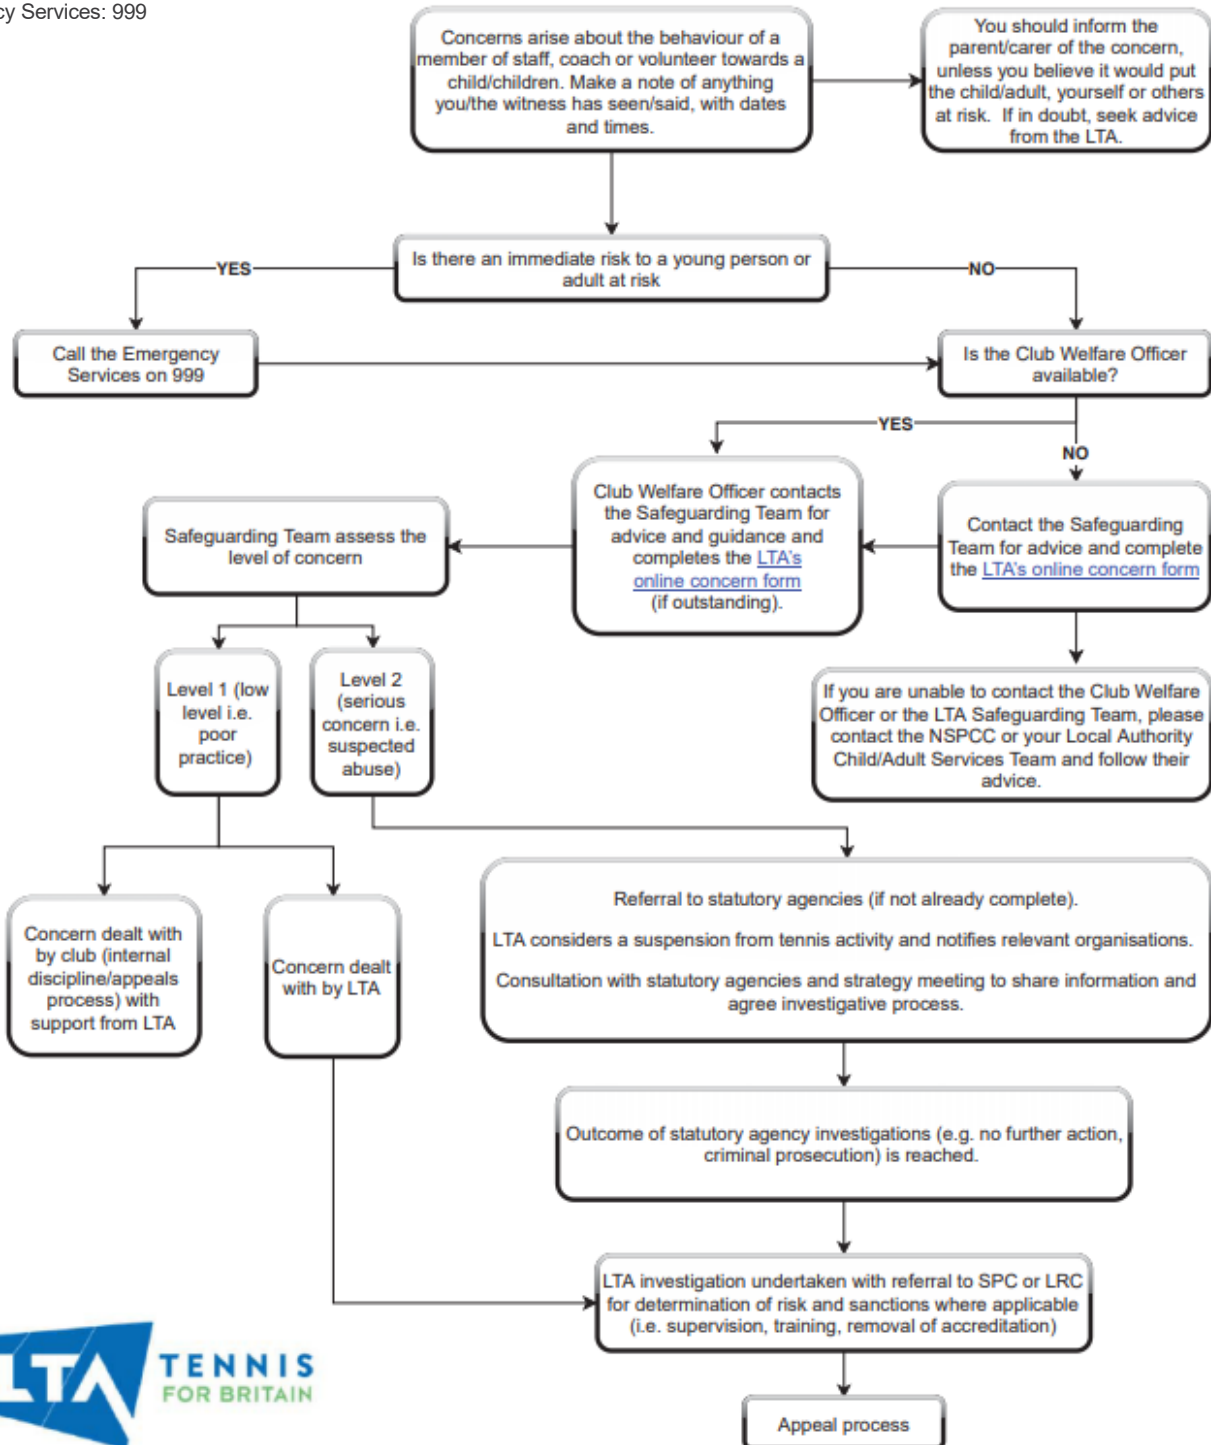 Services: 999
Concerns arise about the behaviour of a
member of staff, coach or volunteer towards a
child/children. Make a note of anything
you/the witness has seen/said, with dates
and times.
You should inform the
parent/carer of the concern,
unless you believe it would put
the child/adult, yourself or others
at risk.  If in doubt, seek advice
from the LTA.
Is there an immediate risk to a young person or
adult at risk
YES
NO
Call the Emergency
Services on 999
Is the Club Welfare Officer
available?
YES
NO
Club Welfare Officer contacts
the Safeguarding Team for
advice and guidance and
completes the LTA's
online concern form
(if outstanding).
Contact the Safeguarding
Team for advice and complete
the LTA's online concern form
Safeguarding Team assess the
level of concern
Level 1 (low
level i.e.
poor
practice)
Level 2
(serious
concern i.e.
suspected
abuse)
If you are unable to contact the Club Welfare
Officer or the LTA Safeguarding Team, please
contact the NSPCC or your Local Authority
Child/Adult Services Team and follow their
advice.
Concern dealt with
by club (internal
discipline/appeals
process) with
support from LTA
Concern dealt
with by LTA
Referral to statutory agencies (if not already complete).
LTA considers a suspension from tennis activity and notifies relevant organisations.
Consultation with statutory agencies and strategy meeting to share information and
agree investigative process.
Outcome of statutory agency investigations (e.g. no further action,
criminal prosecution) is reached.
LTA investigation undertaken with referral to SPC or LRC
for determination of risk and sanctions where applicable
(i.e. supervision, training, removal of accreditation)
Appeal process
LTA
TENNIS
FOR BRITAIN